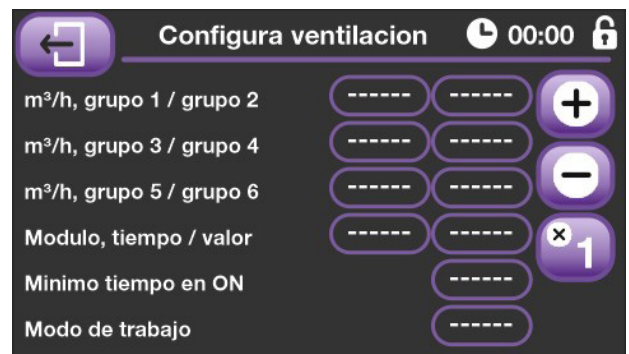 Configura ventilacion 00:00
m³/h, grupo 1 / grupo 2 ------ ------
m³/h, grupo 3 / grupo 4 ------ ------
m³/h, grupo 5 / grupo 6 ------ ------
Modulo, tiempo / valor ------ ------
Minimo tiempo en ON ------
Modo de trabajo ------
+
−
×1